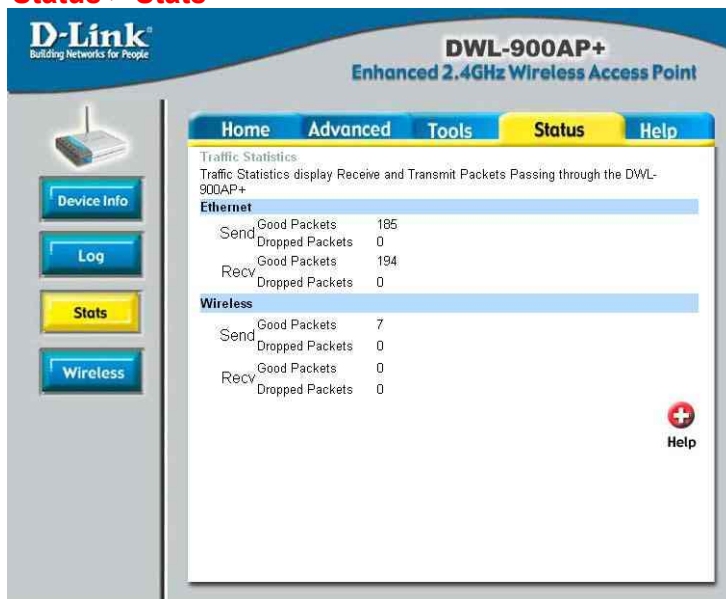 Status > Stats
D-Link
Building Networks for People
DWL-900AP+
Enhanced 2.4GHz Wireless Access Point
Home Advanced Tools Status Help
Device Info
Log
Stats
Wireless
Traffic Statistics
Traffic Statistics display Receive and Transmit Packets Passing through the DWL-
900AP+
Ethernet
Send Good Packets 185
Dropped Packets 0
Recv Good Packets 194
Dropped Packets 0
Wireless
Send Good Packets 7
Dropped Packets 0
Recv Good Packets 0
Dropped Packets 0
Help